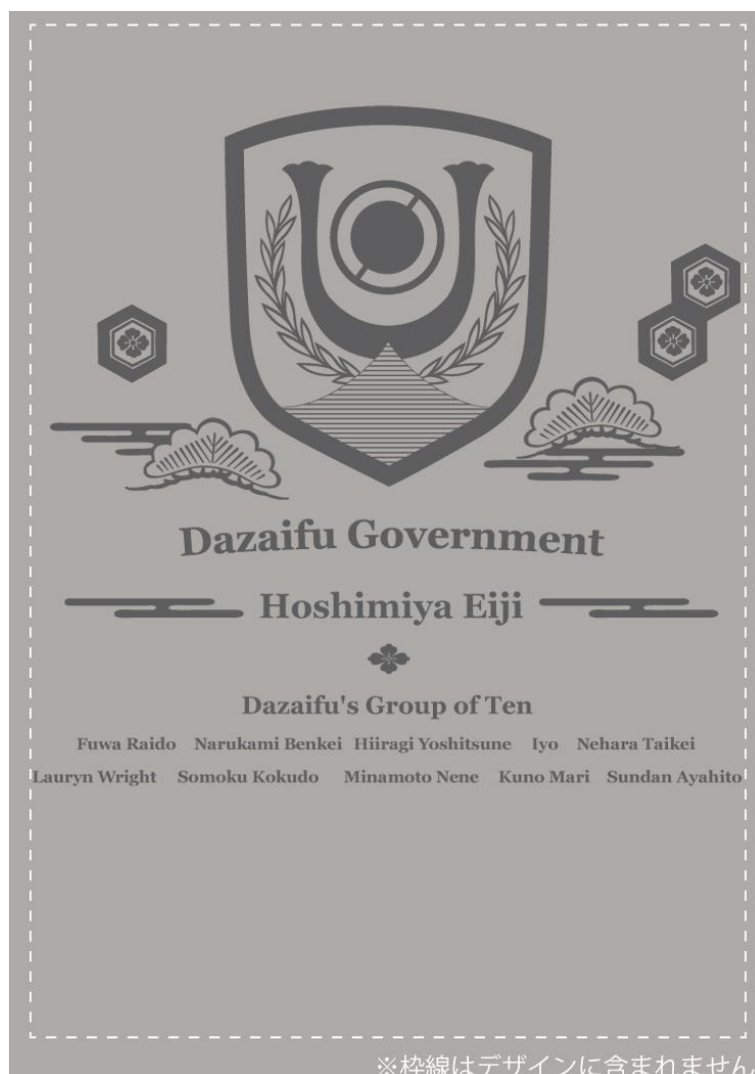 Dazaifu Government
Hoshimiya Eiji
Dazaifu's Group of Ten
Fuwa Raido Narukami Benkei Hiiragi Yoshitsune Iyo Nehara Taikei
Lauryn Wright Somoku Kokudo Minamoto Nene Kuno Mari Sundan Ayahito
※枠線はデザインに含まれません